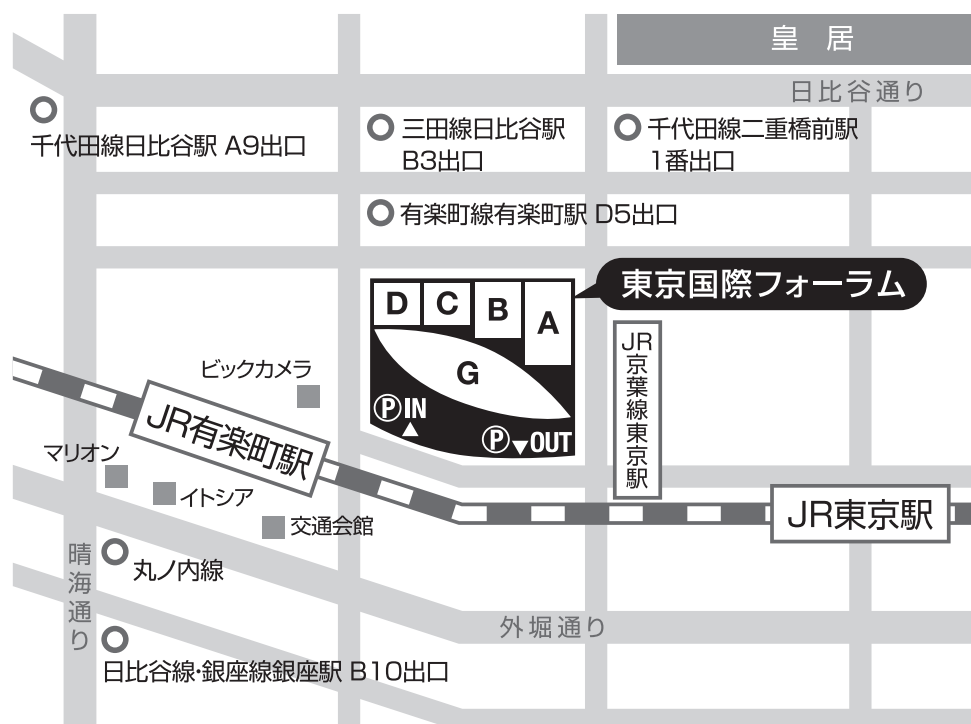 皇居
日比谷通り
千代田線日比谷駅 A9出口
三田線日比谷駅
B3出口
千代田線二重橋前駅
1番出口
有楽町線有楽町駅 D5出口
東京国際フォーラム
D
C
B
A
G
ⓅIN
Ⓟ OUT
JR京葉線東京駅
ビックカメラ
JR有楽町駅
マリオン
イトシア
交通会館
JR東京駅
晴海通り
丸ノ内線
外堀通り
日比谷線・銀座線銀座駅 B10出口